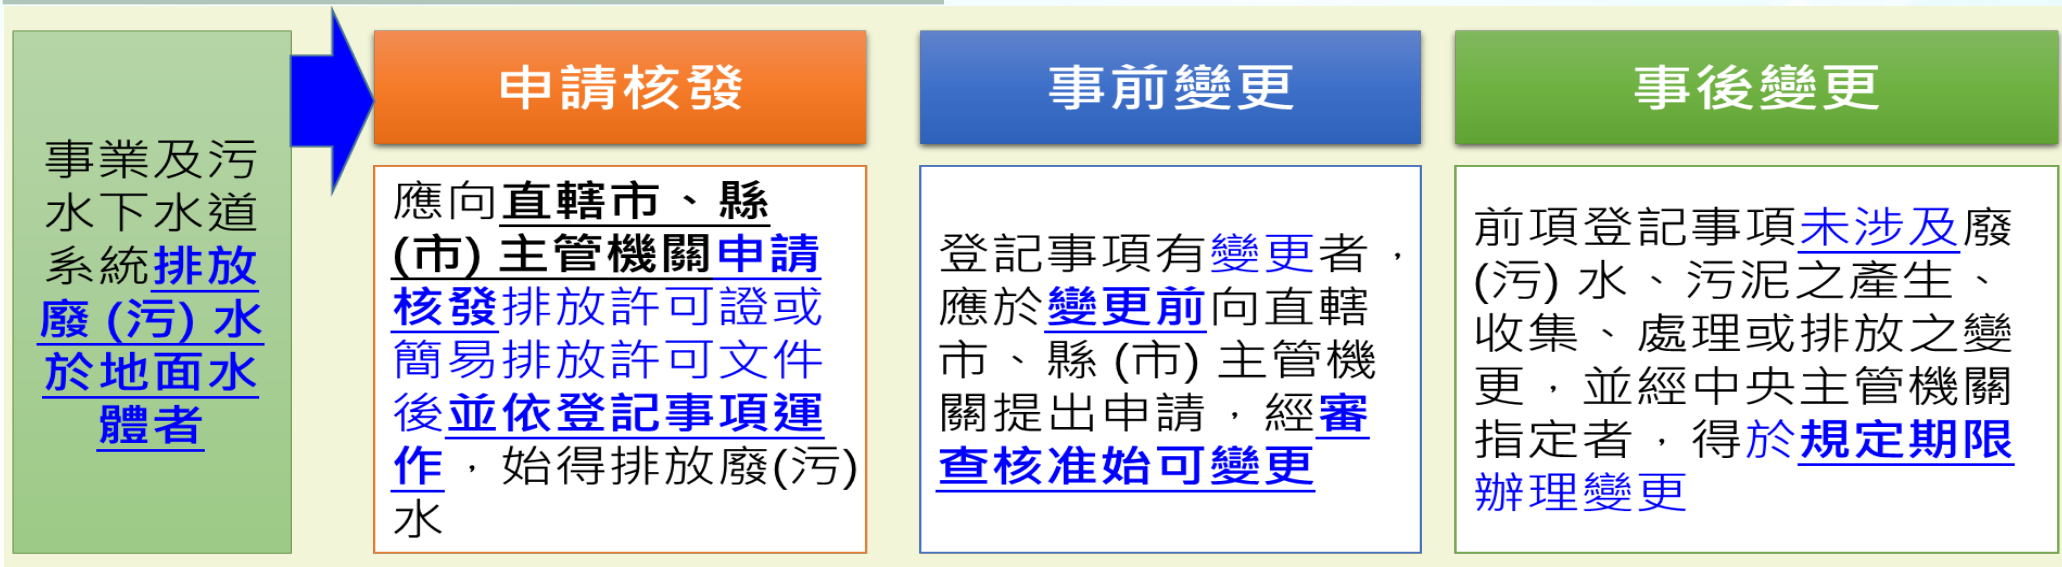 事業及污
水下水道
系統排放
廢 (污) 水
於地面水
體者
申請核發
應向直轄市、縣
(市) 主管機關申請
核發排放許可證或
簡易排放許可文件
後並依登記事項運
作，始得排放廢(污)
水
事前變更
登記事項有變更者，
應於變更前向直轄
市、縣 (市) 主管機
關提出申請，經審
查核准始可變更
事後變更
前項登記事項未涉及廢
(污) 水、污泥之產生、
收集、處理或排放之變
更，並經中央主管機關
指定者，得於規定期限
辦理變更